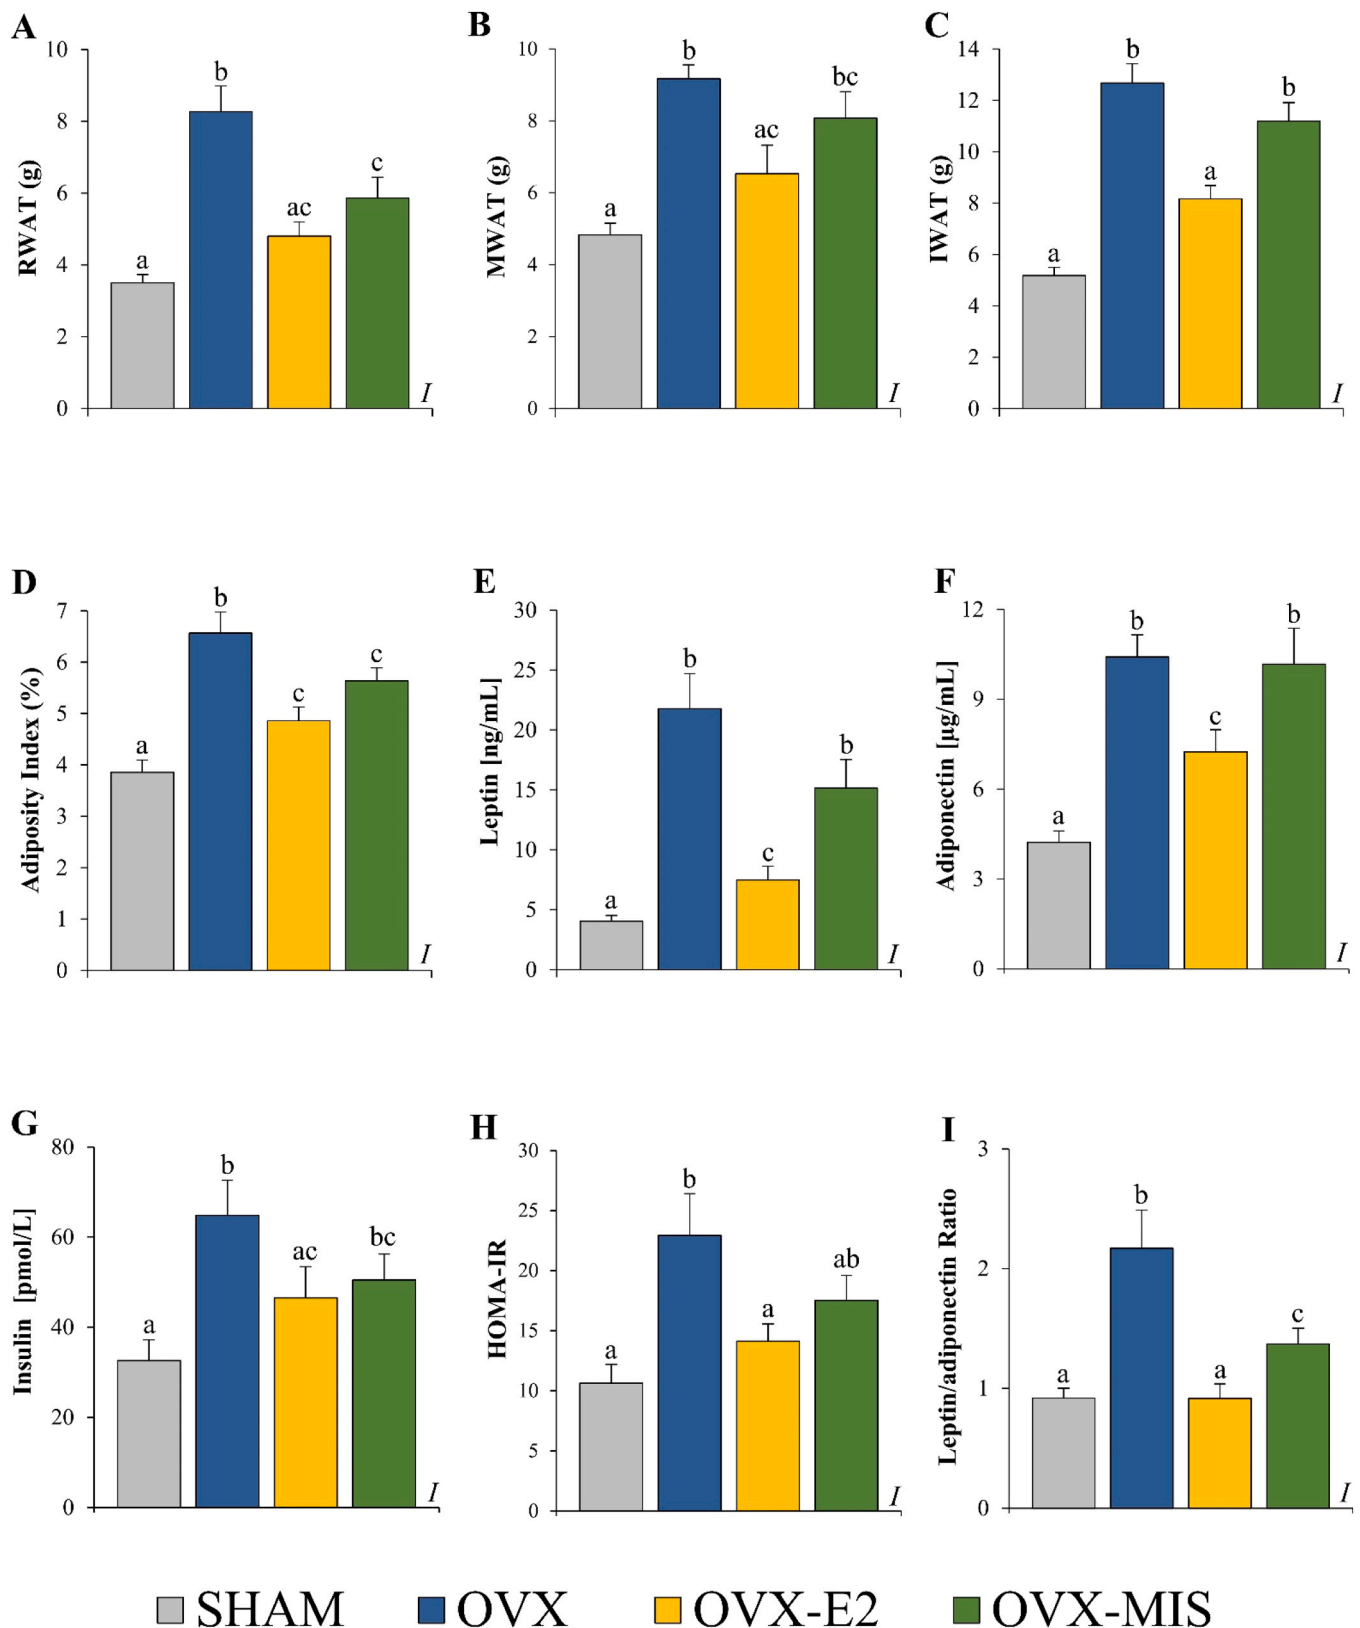 A
RWAT (g)
10
8
6
4
2
0
a
b
ac
c
I
B
MWAT (g)
10
8
6
4
2
0
a
b
ac
bc
I
C
IWAT (g)
14
12
10
8
6
4
2
0
a
b
a
b
I
D
Adiposity Index (%)
7
6
5
4
3
2
1
0
a
b
c
c
I
E
Leptin [ng/mL]
30
25
20
15
10
5
0
a
b
c
b
I
F
Adiponectin [µg/mL]
12
9
6
3
0
a
b
c
b
I
G
Insulin [pmol/L]
80
60
40
20
0
a
b
ac
bc
I
H
HOMA-IR
30
25
20
15
10
5
0
a
b
a
ab
I
I
Leptin/adiponectin Ratio
3
2
1
0
a
b
a
c
I
SHAM OVX OVX-E2 OVX-MIS